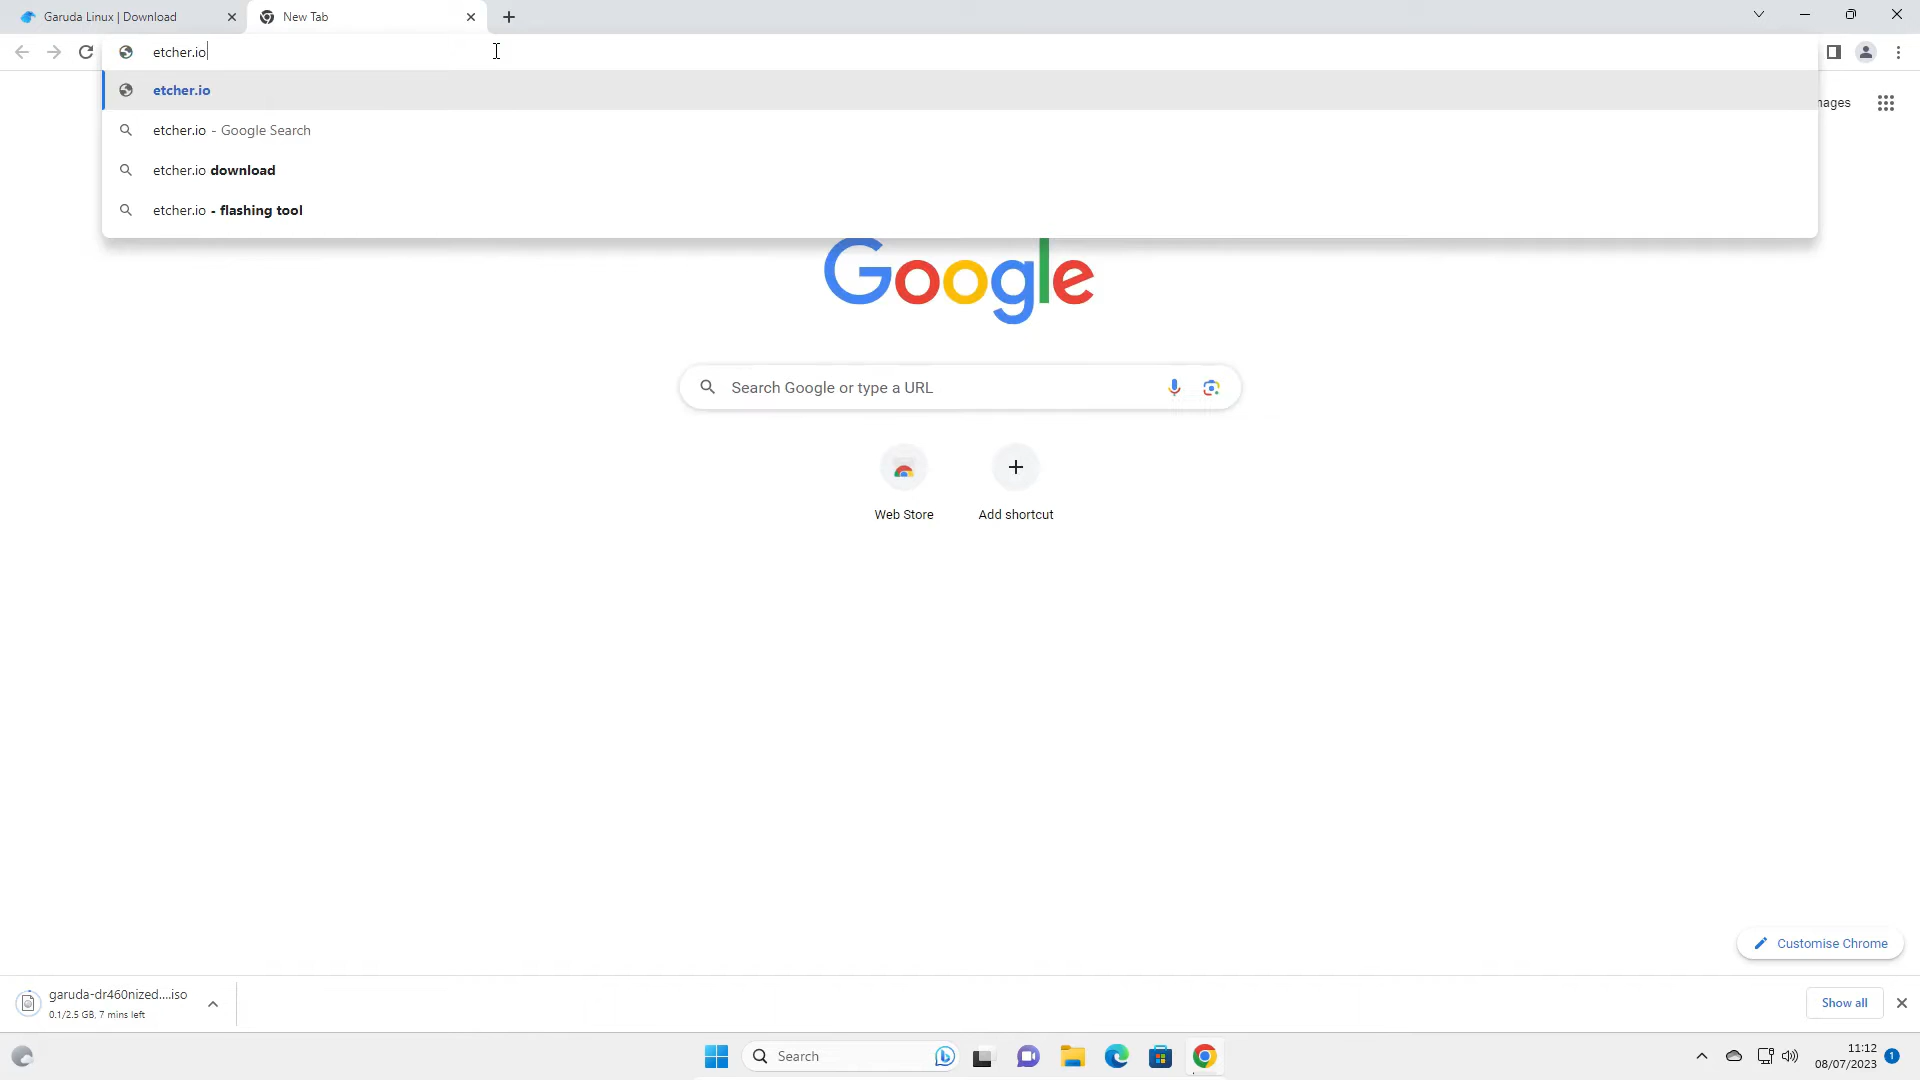 Garuda Linux | Download
New Tab
etcher.io
etcher.io
etcher.io - Google Search
etcher.io download
etcher.io - flashing tool
Google
Search Google or type a URL
Web Store
Add shortcut
Customise Chrome
garuda-dr460nized....iso
0.1/2.5 GB, 7 mins left
Show all
Search
11:12
08/07/2023
1